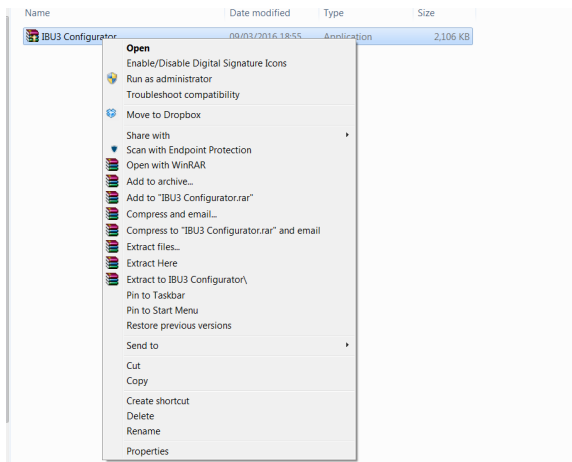 Name Date modified Type Size
IBU3 Configurator 09/03/2016 18:55 Application 2,106 KB
Open
Enable/Disable Digital Signature Icons
Run as administrator
Troubleshoot compatibility
Move to Dropbox
Share with
Scan with Endpoint Protection
Open with WinRAR
Add to archive...
Add to "IBU3 Configurator.rar"
Compress and email...
Compress to "IBU3 Configurator.rar" and email
Extract files...
Extract Here
Extract to IBU3 Configurator\
Pin to Taskbar
Pin to Start Menu
Restore previous versions
Send to
Cut
Copy
Create shortcut
Delete
Rename
Properties